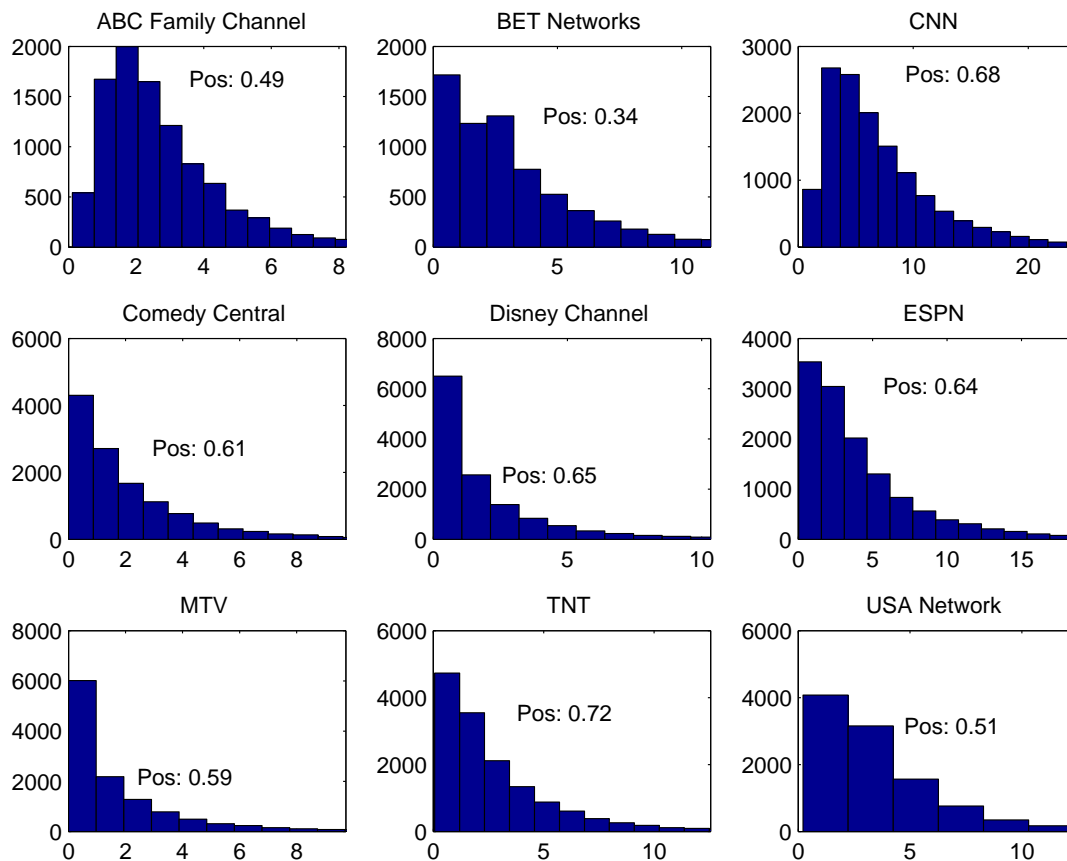 ABC Family Channel
2000
1500
1000
500
0
Pos: 0.49
0 2 4 6 8
BET Networks
2000
1500
1000
500
0
Pos: 0.34
0 5 10
CNN
3000
2000
1000
0
Pos: 0.68
0 10 20
Comedy Central
6000
4000
2000
0
Pos: 0.61
0 2 4 6 8
Disney Channel
8000
6000
4000
2000
0
Pos: 0.65
0 5 10
ESPN
4000
3000
2000
1000
0
Pos: 0.64
0 5 10 15
MTV
8000
6000
4000
2000
0
Pos: 0.59
0 2 4 6 8
TNT
6000
4000
2000
0
Pos: 0.72
0 5 10
USA Network
6000
4000
2000
0
Pos: 0.51
0 5 10